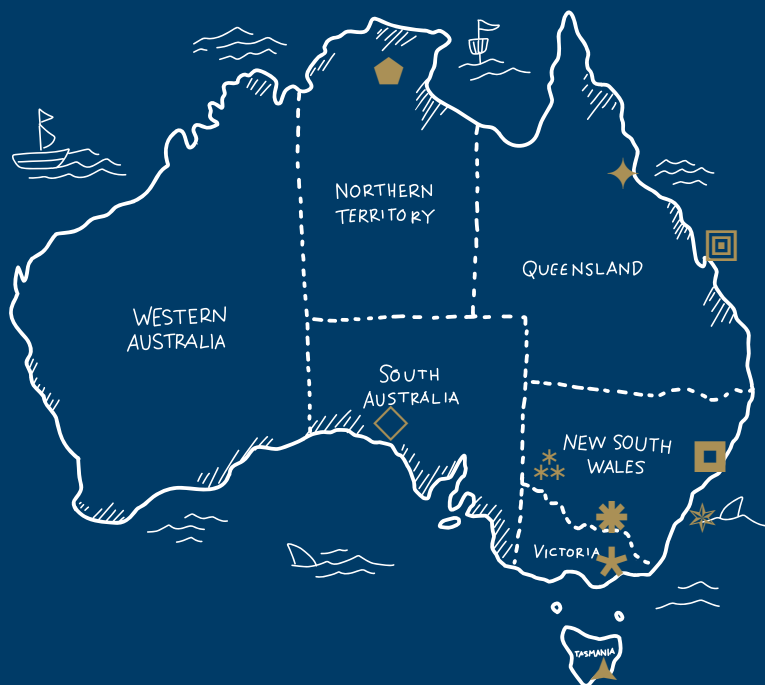 NORTHERN
TERRITORY
QUEENSLAND
WESTERN
AUSTRALIA
SOUTH
AUSTRALIA
NEW SOUTH
WALES
VICTORIA
TASMANIA